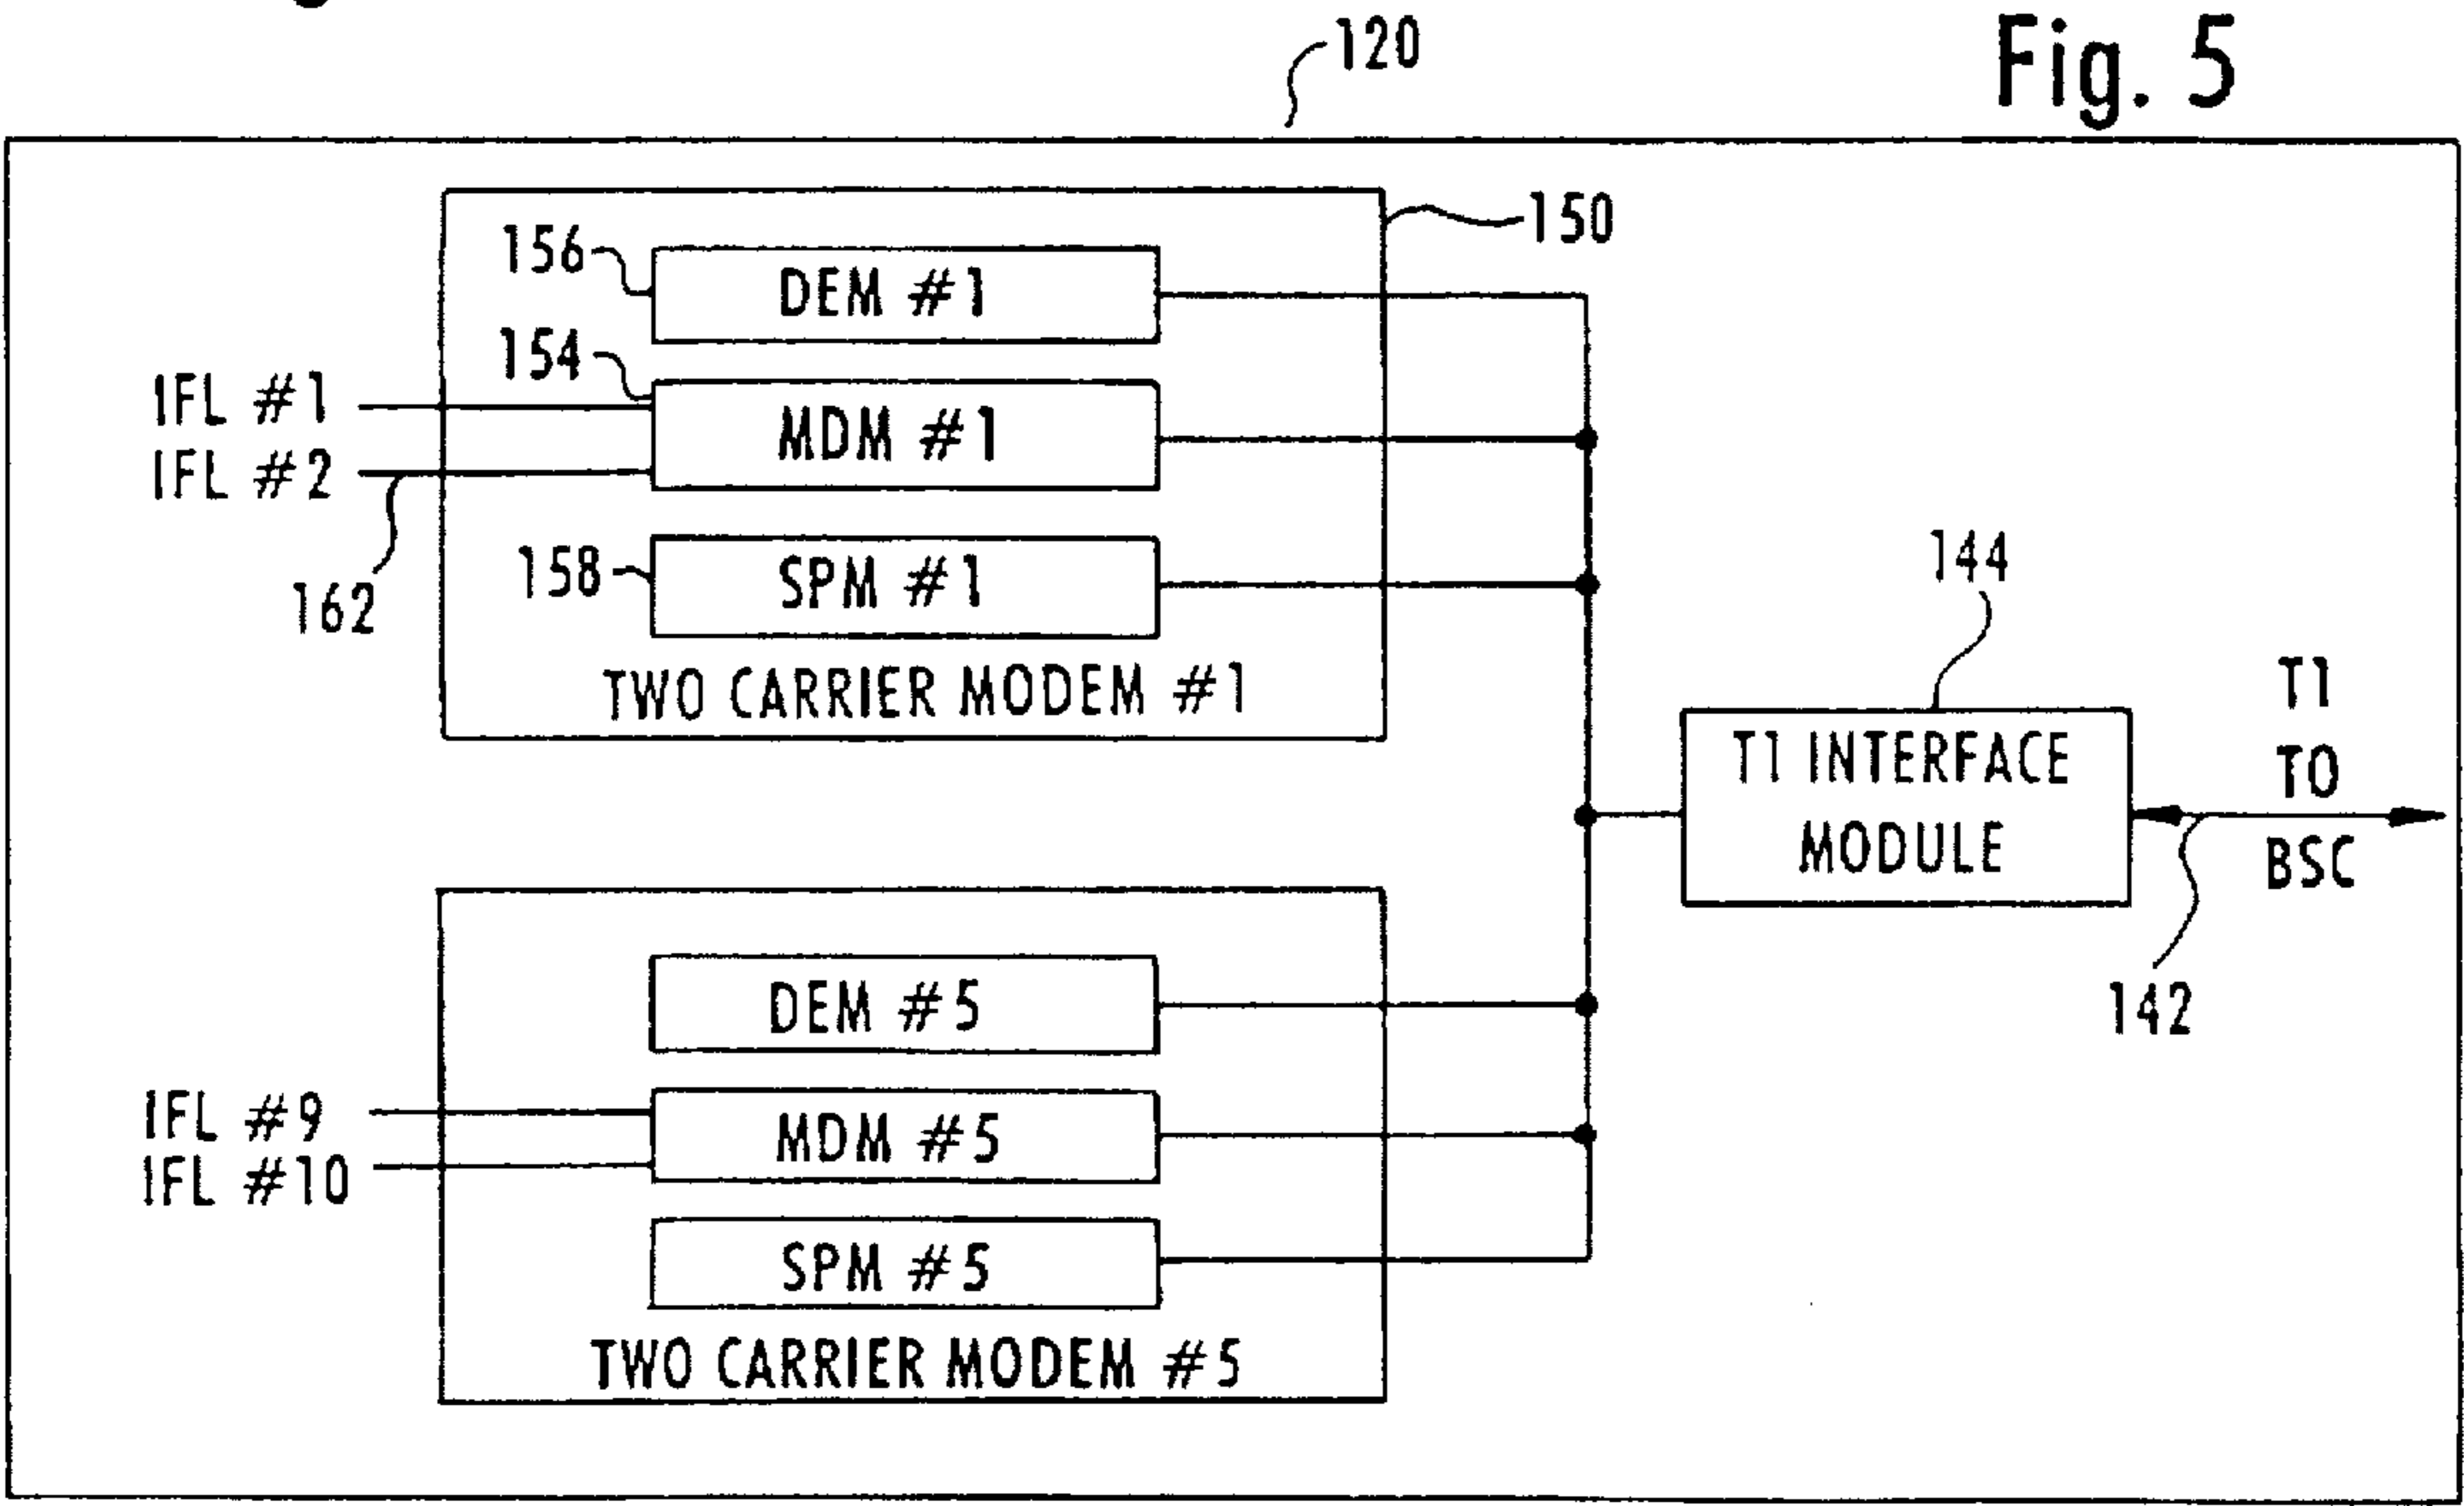 120
Fig. 5
150
156
DEM #1
154
IFL #1
MDM #1
IFL #2
158
SPM #1
162
TWO CARRIER MODEM #1
144
T1 INTERFACE
MODULE
T1
TO
BSC
142
DEM #5
IFL #9
MDM #5
IFL #10
SPM #5
TWO CARRIER MODEM #5